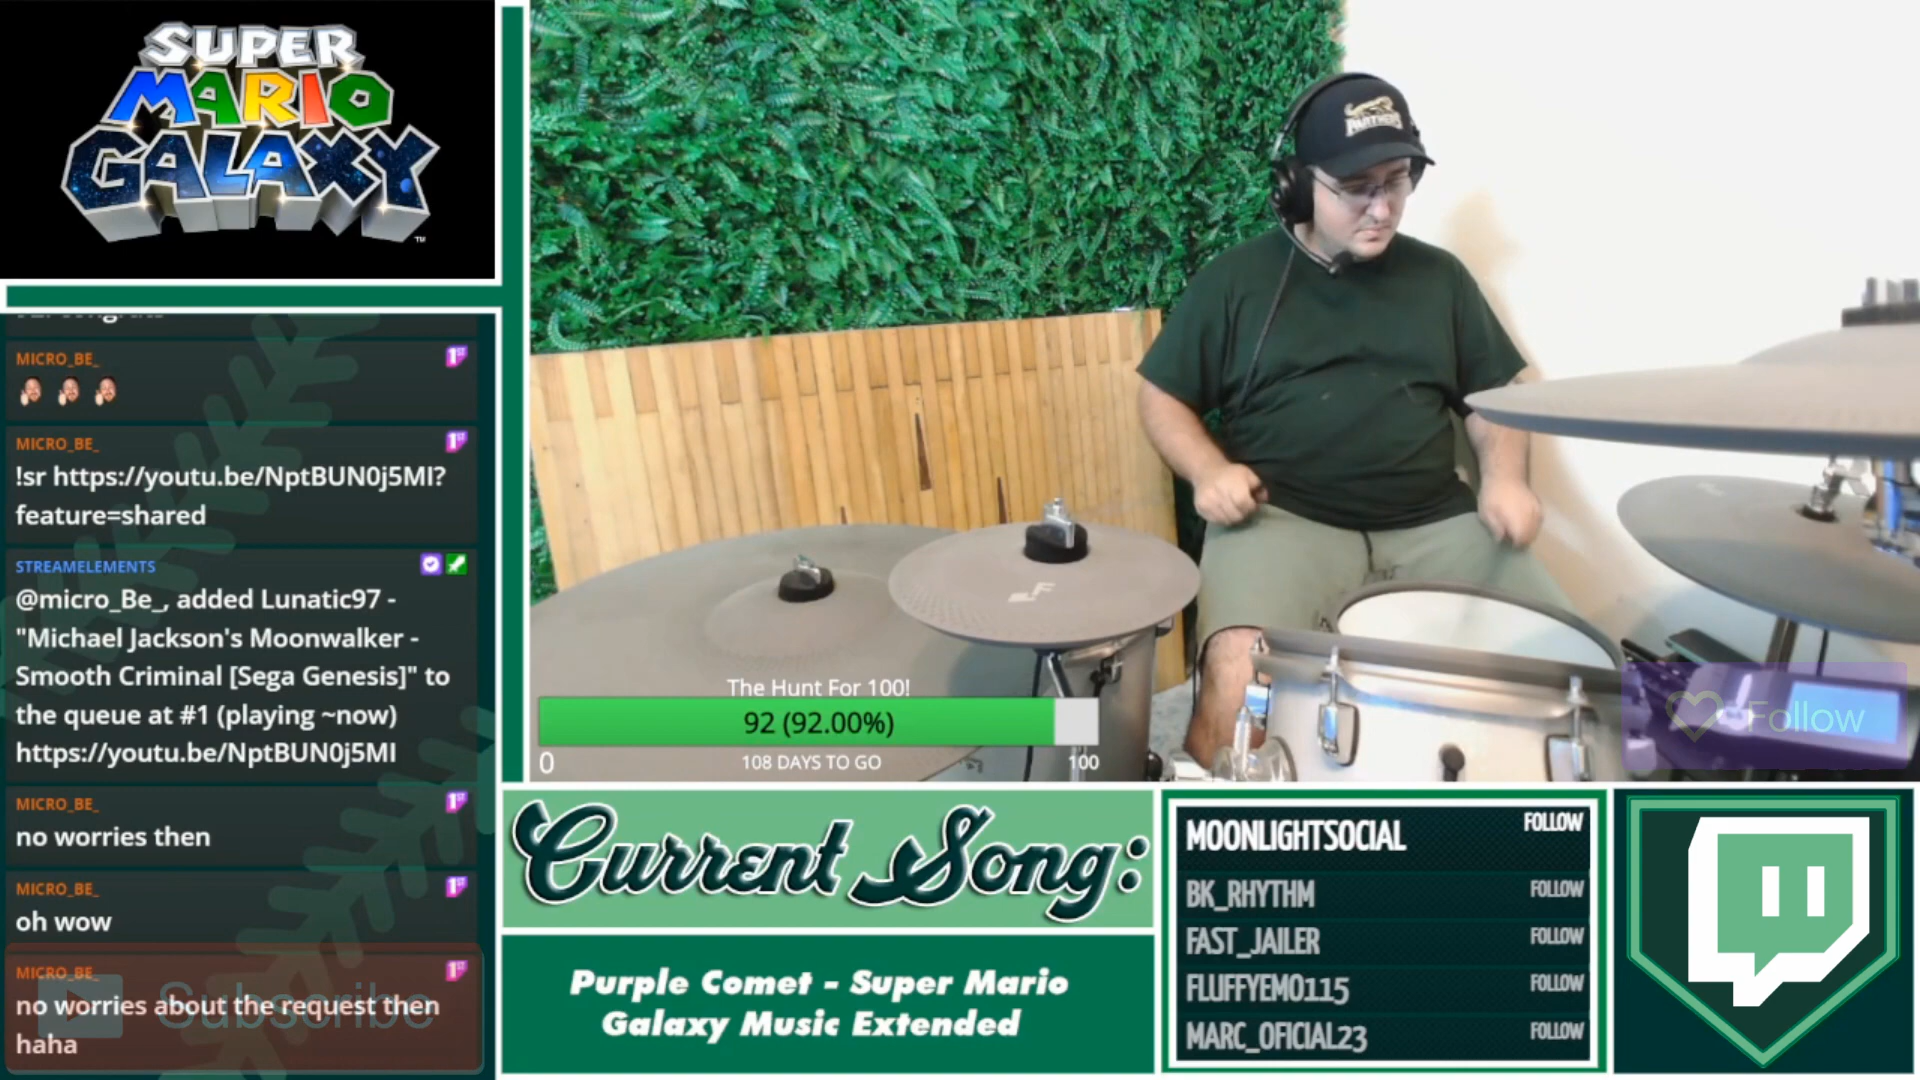 SUPER
MARIO
GALAXY
TM
MICRO_BE_
MICRO_BE_
!sr https://youtu.be/NptBUN0j5MI?
feature=shared
STREAMELEMENTS
@micro_Be_, added Lunatic97 -
"Michael Jackson's Moonwalker -
Smooth Criminal [Sega Genesis]" to
the queue at #1 (playing ~now)
https://youtu.be/NptBUN0j5MI
MICRO_BE_
no worries then
MICRO_BE_
oh wow
MICRO_BE_
no worries about the request then
haha
Subscribe
PANTHERS
The Hunt For 100!
92 (92.00%)
0 108 DAYS TO GO 100
Follow
Current Song:
Purple Comet - Super Mario
Galaxy Music Extended
MOONLIGHTSOCIAL FOLLOW
BK_RHYTHM FOLLOW
FAST_JAILER FOLLOW
FLUFFYEMO115 FOLLOW
MARC_OFICIAL23 FOLLOW